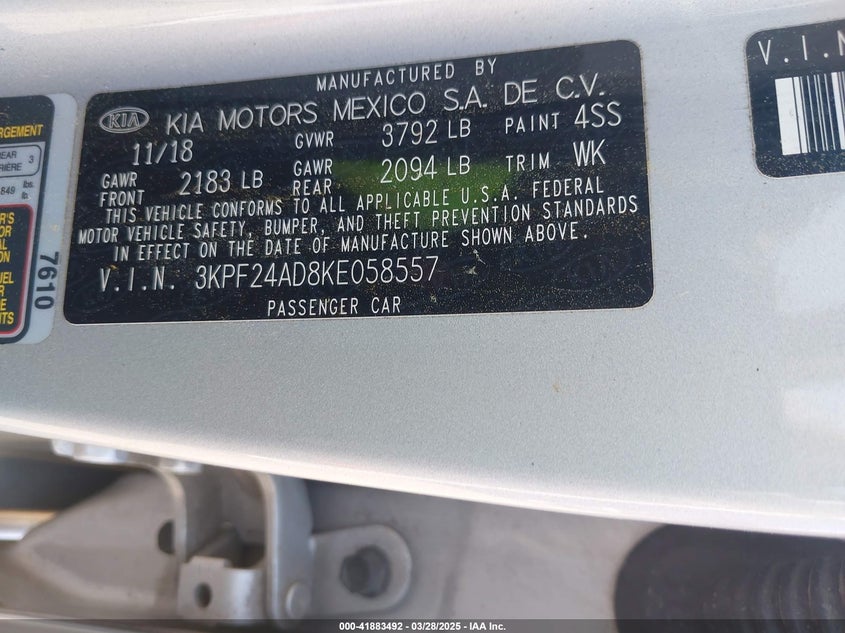 MANUFACTURED BY
KIA KIA MOTORS MEXICO S.A. DE C.V.
11/18 GVWR 3792 LB PAINT 4SS
GAWR FRONT 2183 LB GAWR REAR 2094 LB TRIM WK
THIS VEHICLE CONFORMS TO ALL APPLICABLE U.S.A. FEDERAL
MOTOR VEHICLE SAFETY, BUMPER, AND THEFT PREVENTION STANDARDS
IN EFFECT ON THE DATE OF MANUFACTURE SHOWN ABOVE.
V.I.N. 3KPF24AD8KE058557
PASSENGER CAR
7610
V.I.N
000-41883492 — 03/28/2025 — IAA Inc.